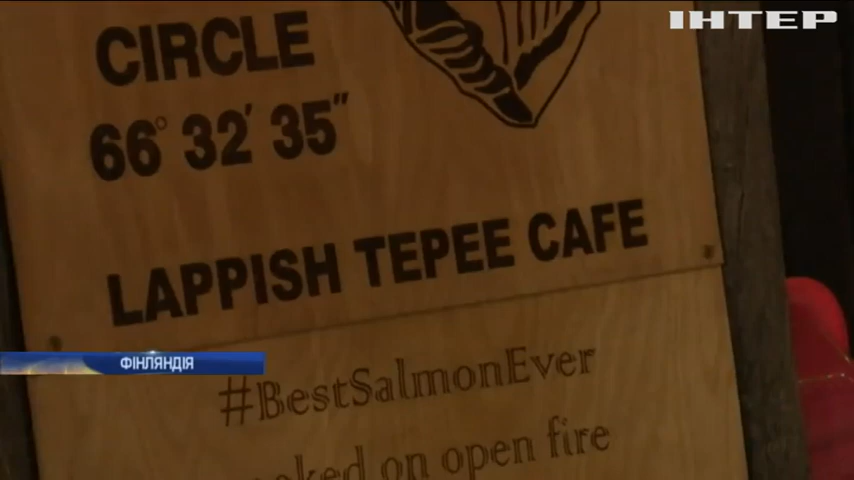 ІНТЕР
CIRCLE
66° 32' 35"
LAPPISH TEPEE CAFE
ФІНЛЯНДІЯ
#BestSalmonEver
on open fire